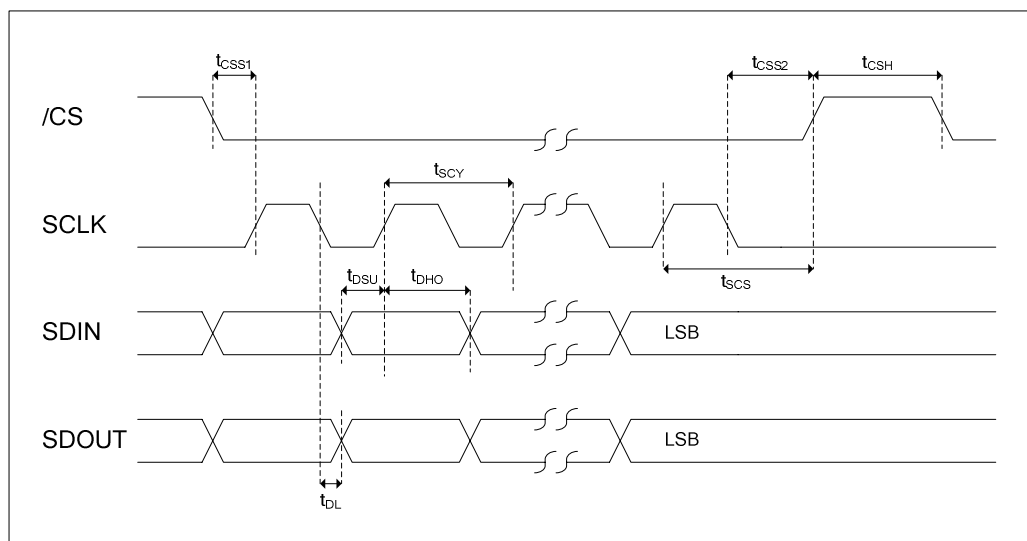 tCSS1
tCSS2
tCSH
/CS
tSCY
SCLK
tDSU
tDHO
tSCS
SDIN
LSB
SDOUT
LSB
tDL